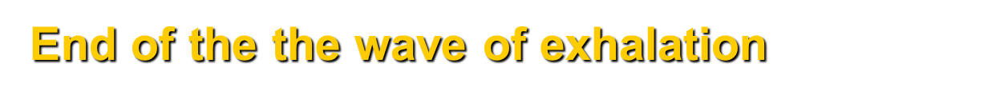 End of the the wave of exhalation